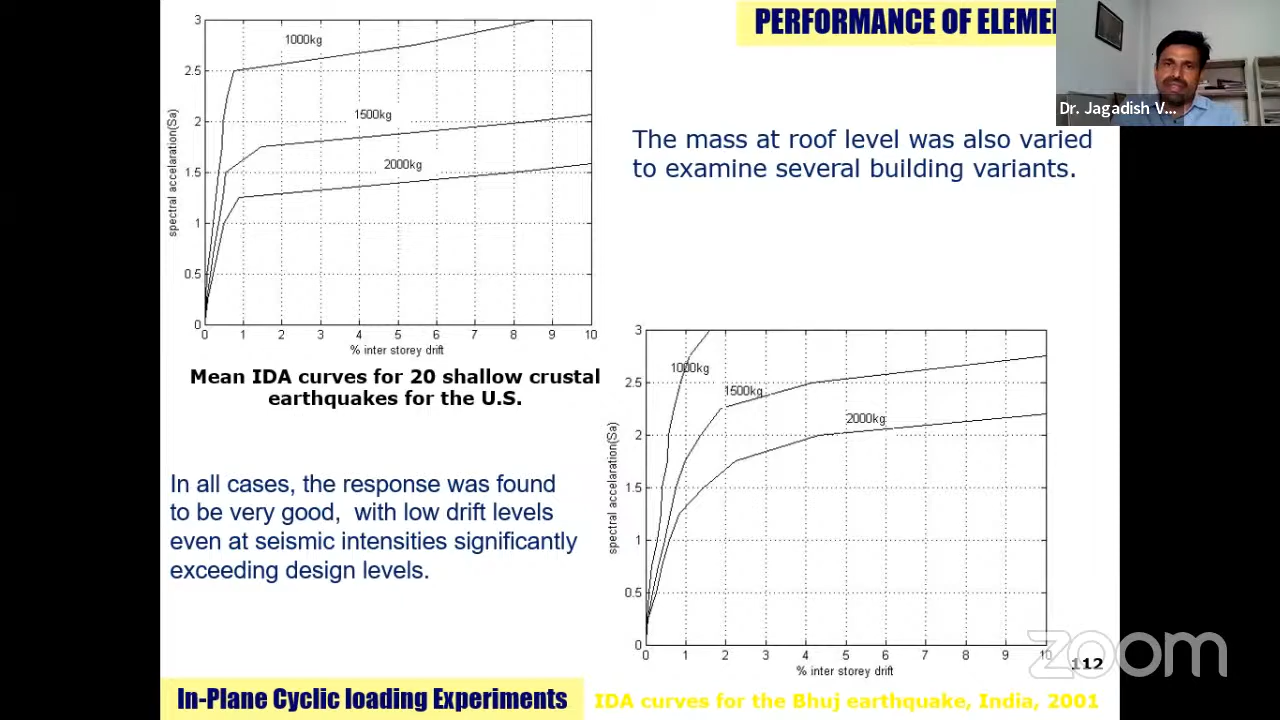 PERFORMANCE OF ELEME
Dr. Jagadish V...
3
2.5
2
1.5
1
0.5
0
spectral accelaration(Sa)
1000kg
1500kg
2000kg
0 1 2 3 4 5 6 7 8 9 10
% inter storey drift
Mean IDA curves for 20 shallow crustal
earthquakes for the U.S.
The mass at roof level was also varied
to examine several building variants.
In all cases, the response was found
to be very good, with low drift levels
even at seismic intensities significantly
exceeding design levels.
3
2.5
2
1.5
1
0.5
0
spectral accelaration(Sa)
1000kg
1500kg
2000kg
0 1 2 3 4 5 6 7 8 9 10
% inter storey drift
zoom
112
In-Plane Cyclic loading Experiments
IDA curves for the Bhuj earthquake, India, 2001